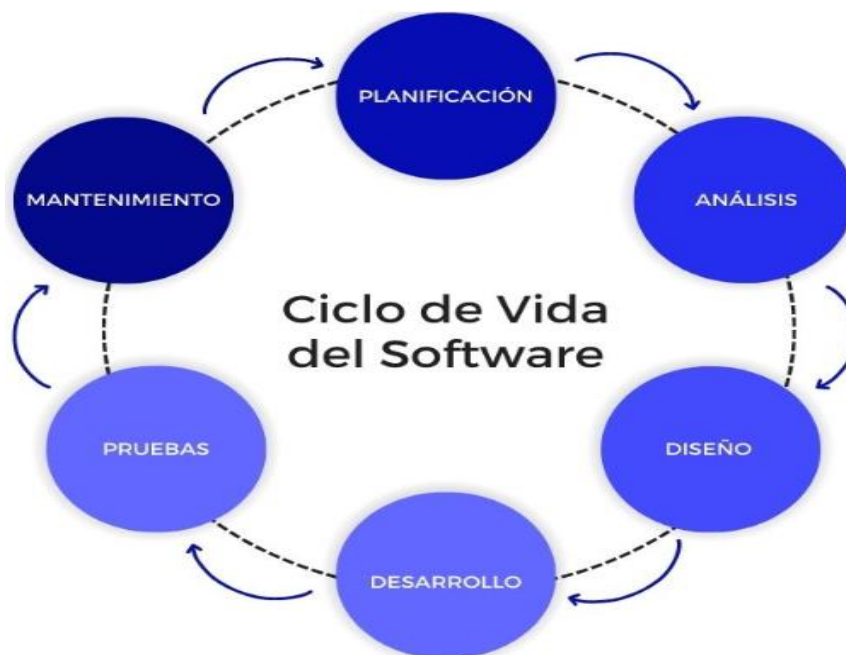 PLANIFICACIÓN
ANÁLISIS
DISEÑO
DESARROLLO
PRUEBAS
MANTENIMIENTO
Ciclo de Vida
del Software